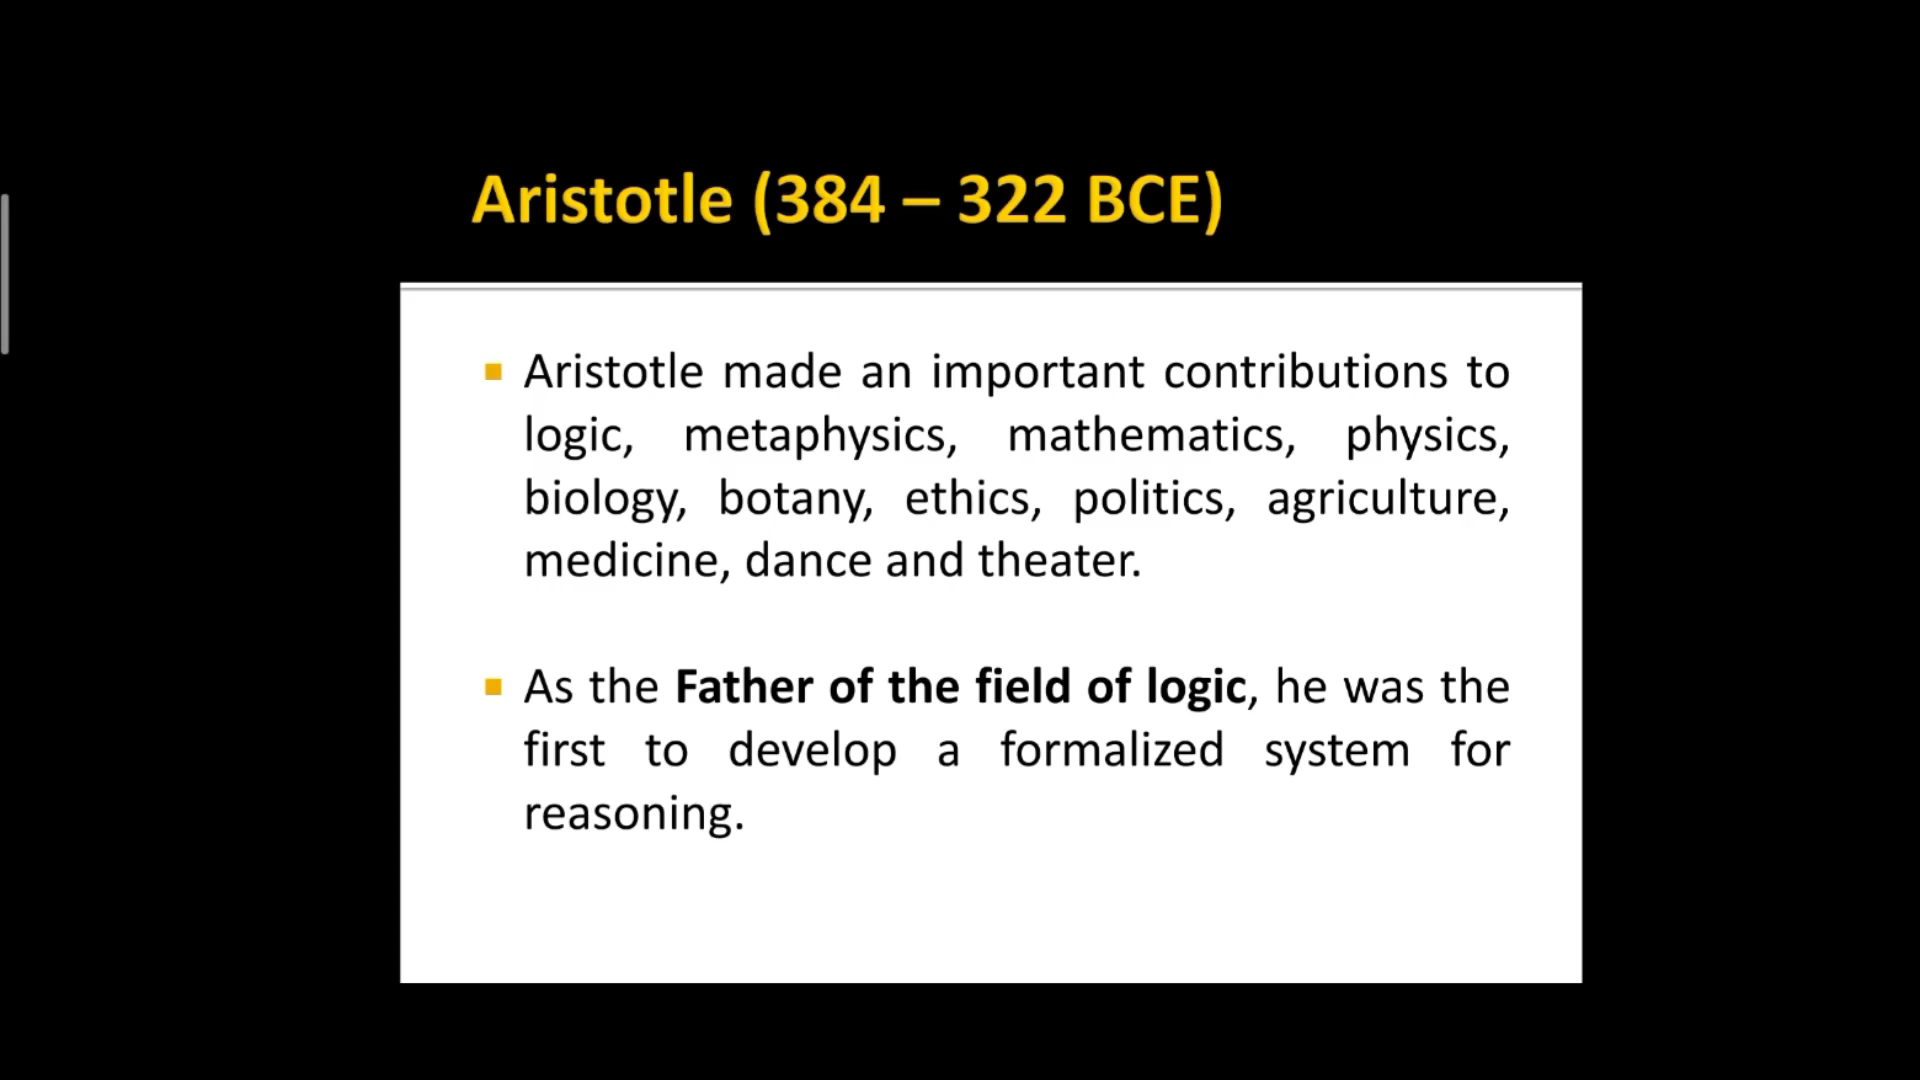 Aristotle (384 – 322 BCE)
Aristotle made an important contributions to
logic, metaphysics, mathematics, physics,
biology, botany, ethics, politics, agriculture,
medicine, dance and theater.
As the Father of the field of logic, he was the
first to develop a formalized system for
reasoning.